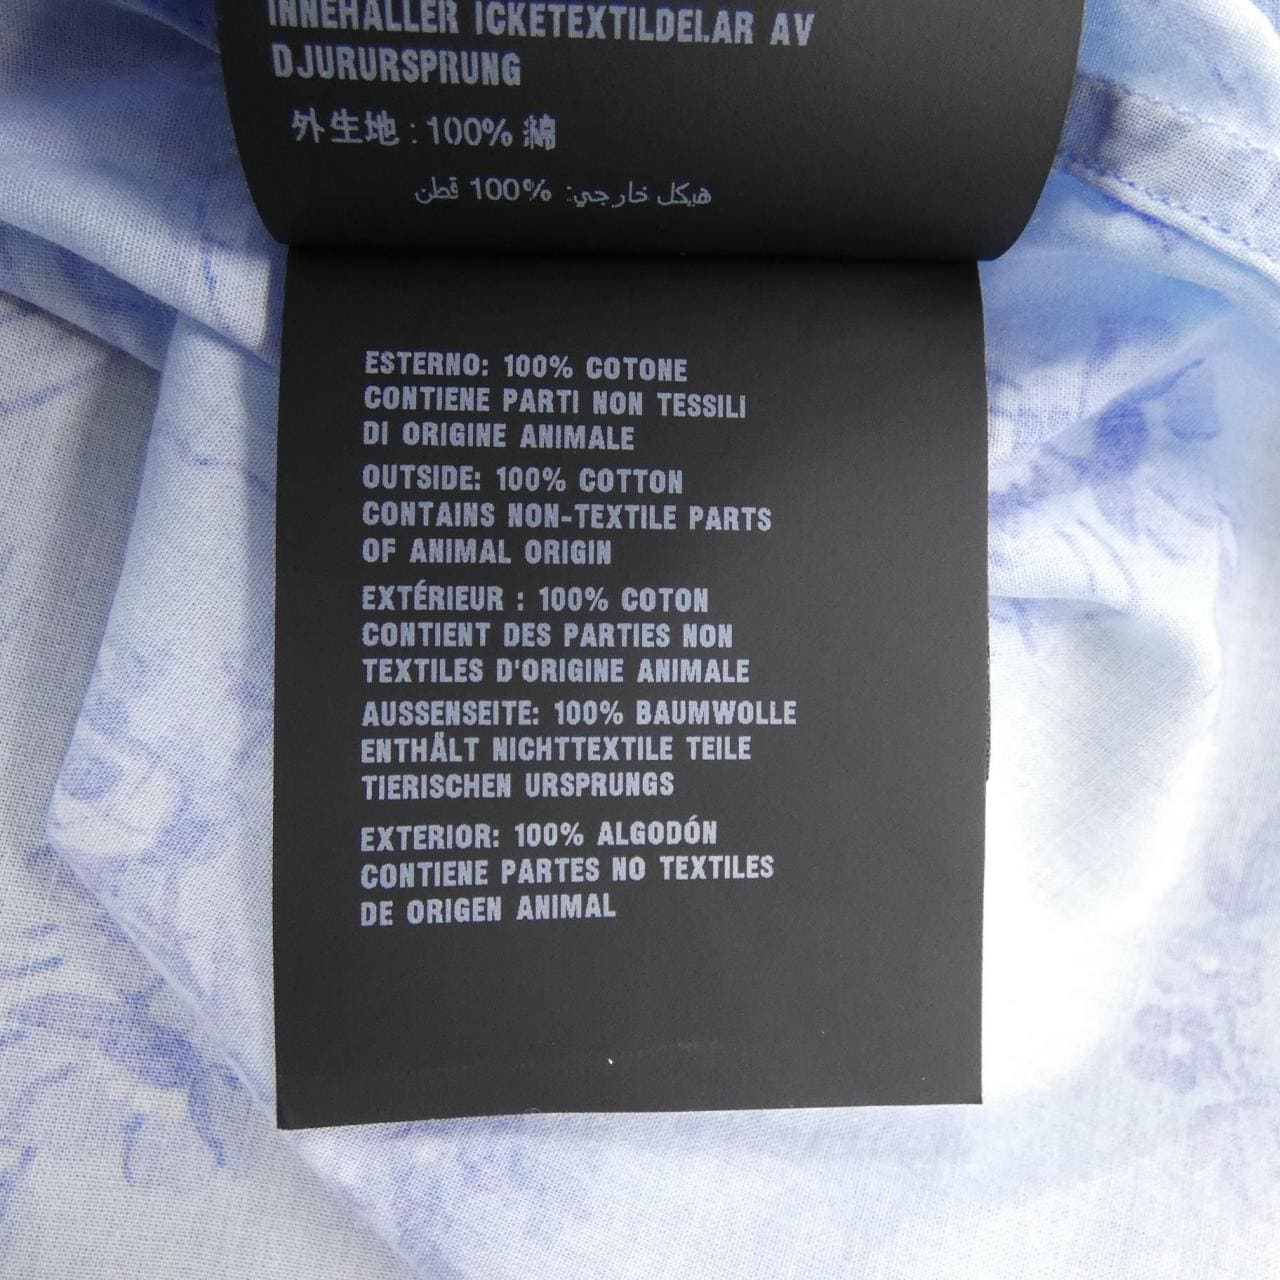 INNEHÅLLER ICKETEXTILDELAR AV
DJURURSPRUNG
外生地 : 100% 綿
هيكل خارجي: %100 قطن
ESTERNO: 100% COTONE
CONTIENE PARTI NON TESSILI
DI ORIGINE ANIMALE
OUTSIDE: 100% COTTON
CONTAINS NON-TEXTILE PARTS
OF ANIMAL ORIGIN
EXTÉRIEUR : 100% COTON
CONTIENT DES PARTIES NON
TEXTILES D'ORIGINE ANIMALE
AUSSENSEITE: 100% BAUMWOLLE
ENTHÄLT NICHTTEXTILE TEILE
TIERISCHEN URSPRUNGS
EXTERIOR: 100% ALGODÓN
CONTIENE PARTES NO TEXTILES
DE ORIGEN ANIMAL